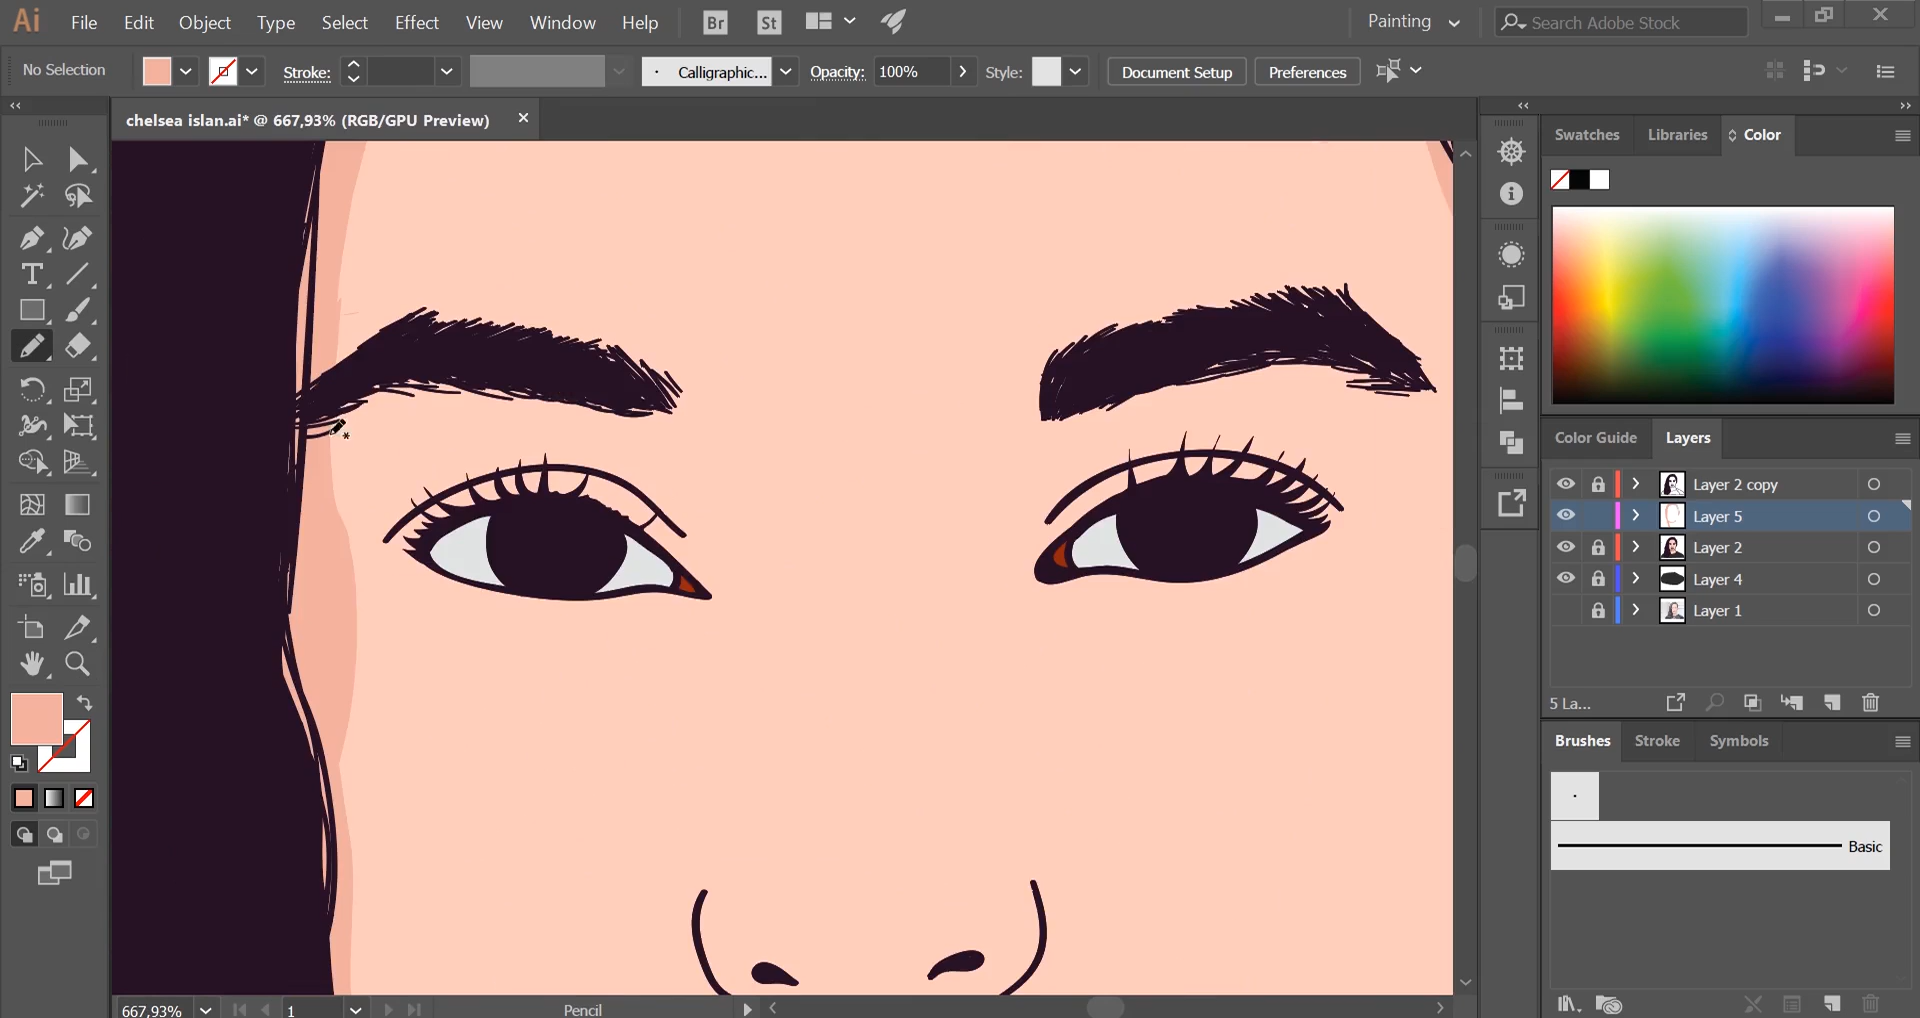 Ai File Edit Object Type Select Effect View Window Help Br St Painting Search Adobe Stock
No Selection Stroke: Calligraphic... Opacity: 100% Style: Document Setup Preferences
chelsea islan.ai* @ 667,93% (RGB/GPU Preview)
Swatches Libraries Color
Color Guide Layers
Layer 2 copy
Layer 5
Layer 2
Layer 4
Layer 1
5 La...
Brushes Stroke Symbols
Basic
667,93% 1 Pencil